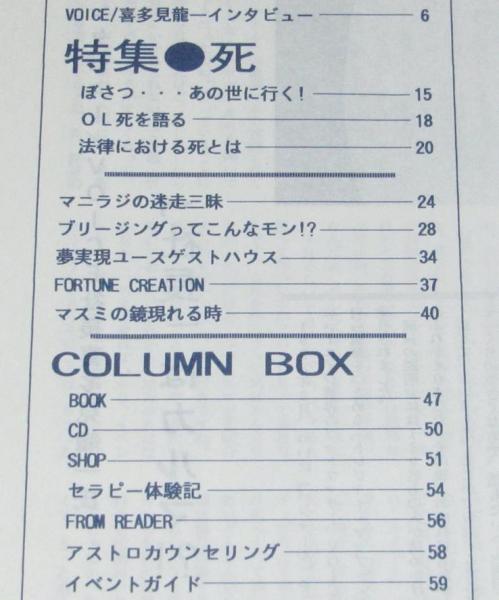 VOICE/喜多見龍一インタビュー 6
特集●死
ぼさつ・・・あの世に行く! 15
OL死を語る 18
法律における死とは 20
マニラジの迷走三昧 24
ブリージングってこんなモン!? 28
夢実現ユースゲストハウス 34
FORTUNE CREATION 37
マスミの鏡現れる時 40
COLUMN BOX
BOOK 47
CD 50
SHOP 51
セラピー体験記 54
FROM READER 56
アストロカウンセリング 58
イベントガイド 59